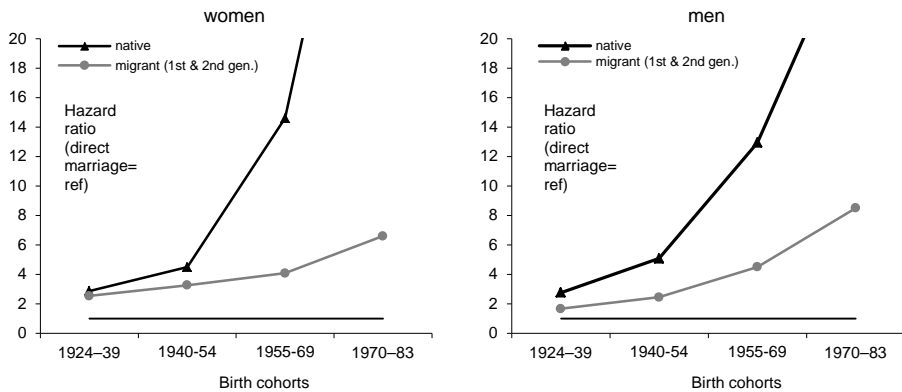 women
20
18
16
14
12
10
8
6
4
2
0
native
migrant (1st & 2nd gen.)
Hazard
ratio
(direct
marriage=
ref)
1924–39
1940-54
1955-69
1970–83
Birth cohorts
men
20
18
16
14
12
10
8
6
4
2
0
native
migrant (1st & 2nd gen.)
Hazard
ratio
(direct
marriage=
ref)
1924–39
1940-54
1955-69
1970–83
Birth cohorts